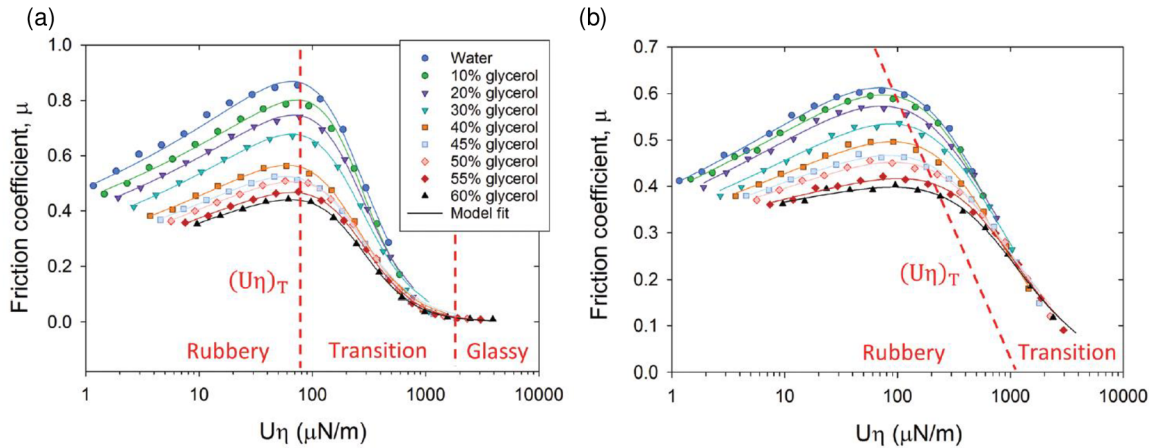 (a)
1.0
0.8
0.6
0.4
0.2
0.0
Friction coefficient, μ
Water
10% glycerol
20% glycerol
30% glycerol
40% glycerol
45% glycerol
50% glycerol
55% glycerol
60% glycerol
Model fit
(Uη)T
Rubbery
Transition
Glassy
1
10
100
1000
10000
Uη (μN/m)
(b)
0.7
0.6
0.5
0.4
0.3
0.2
0.1
0.0
Friction coefficient, μ
(Uη)T
Rubbery
Transition
1
10
100
1000
10000
Uη (μN/m)